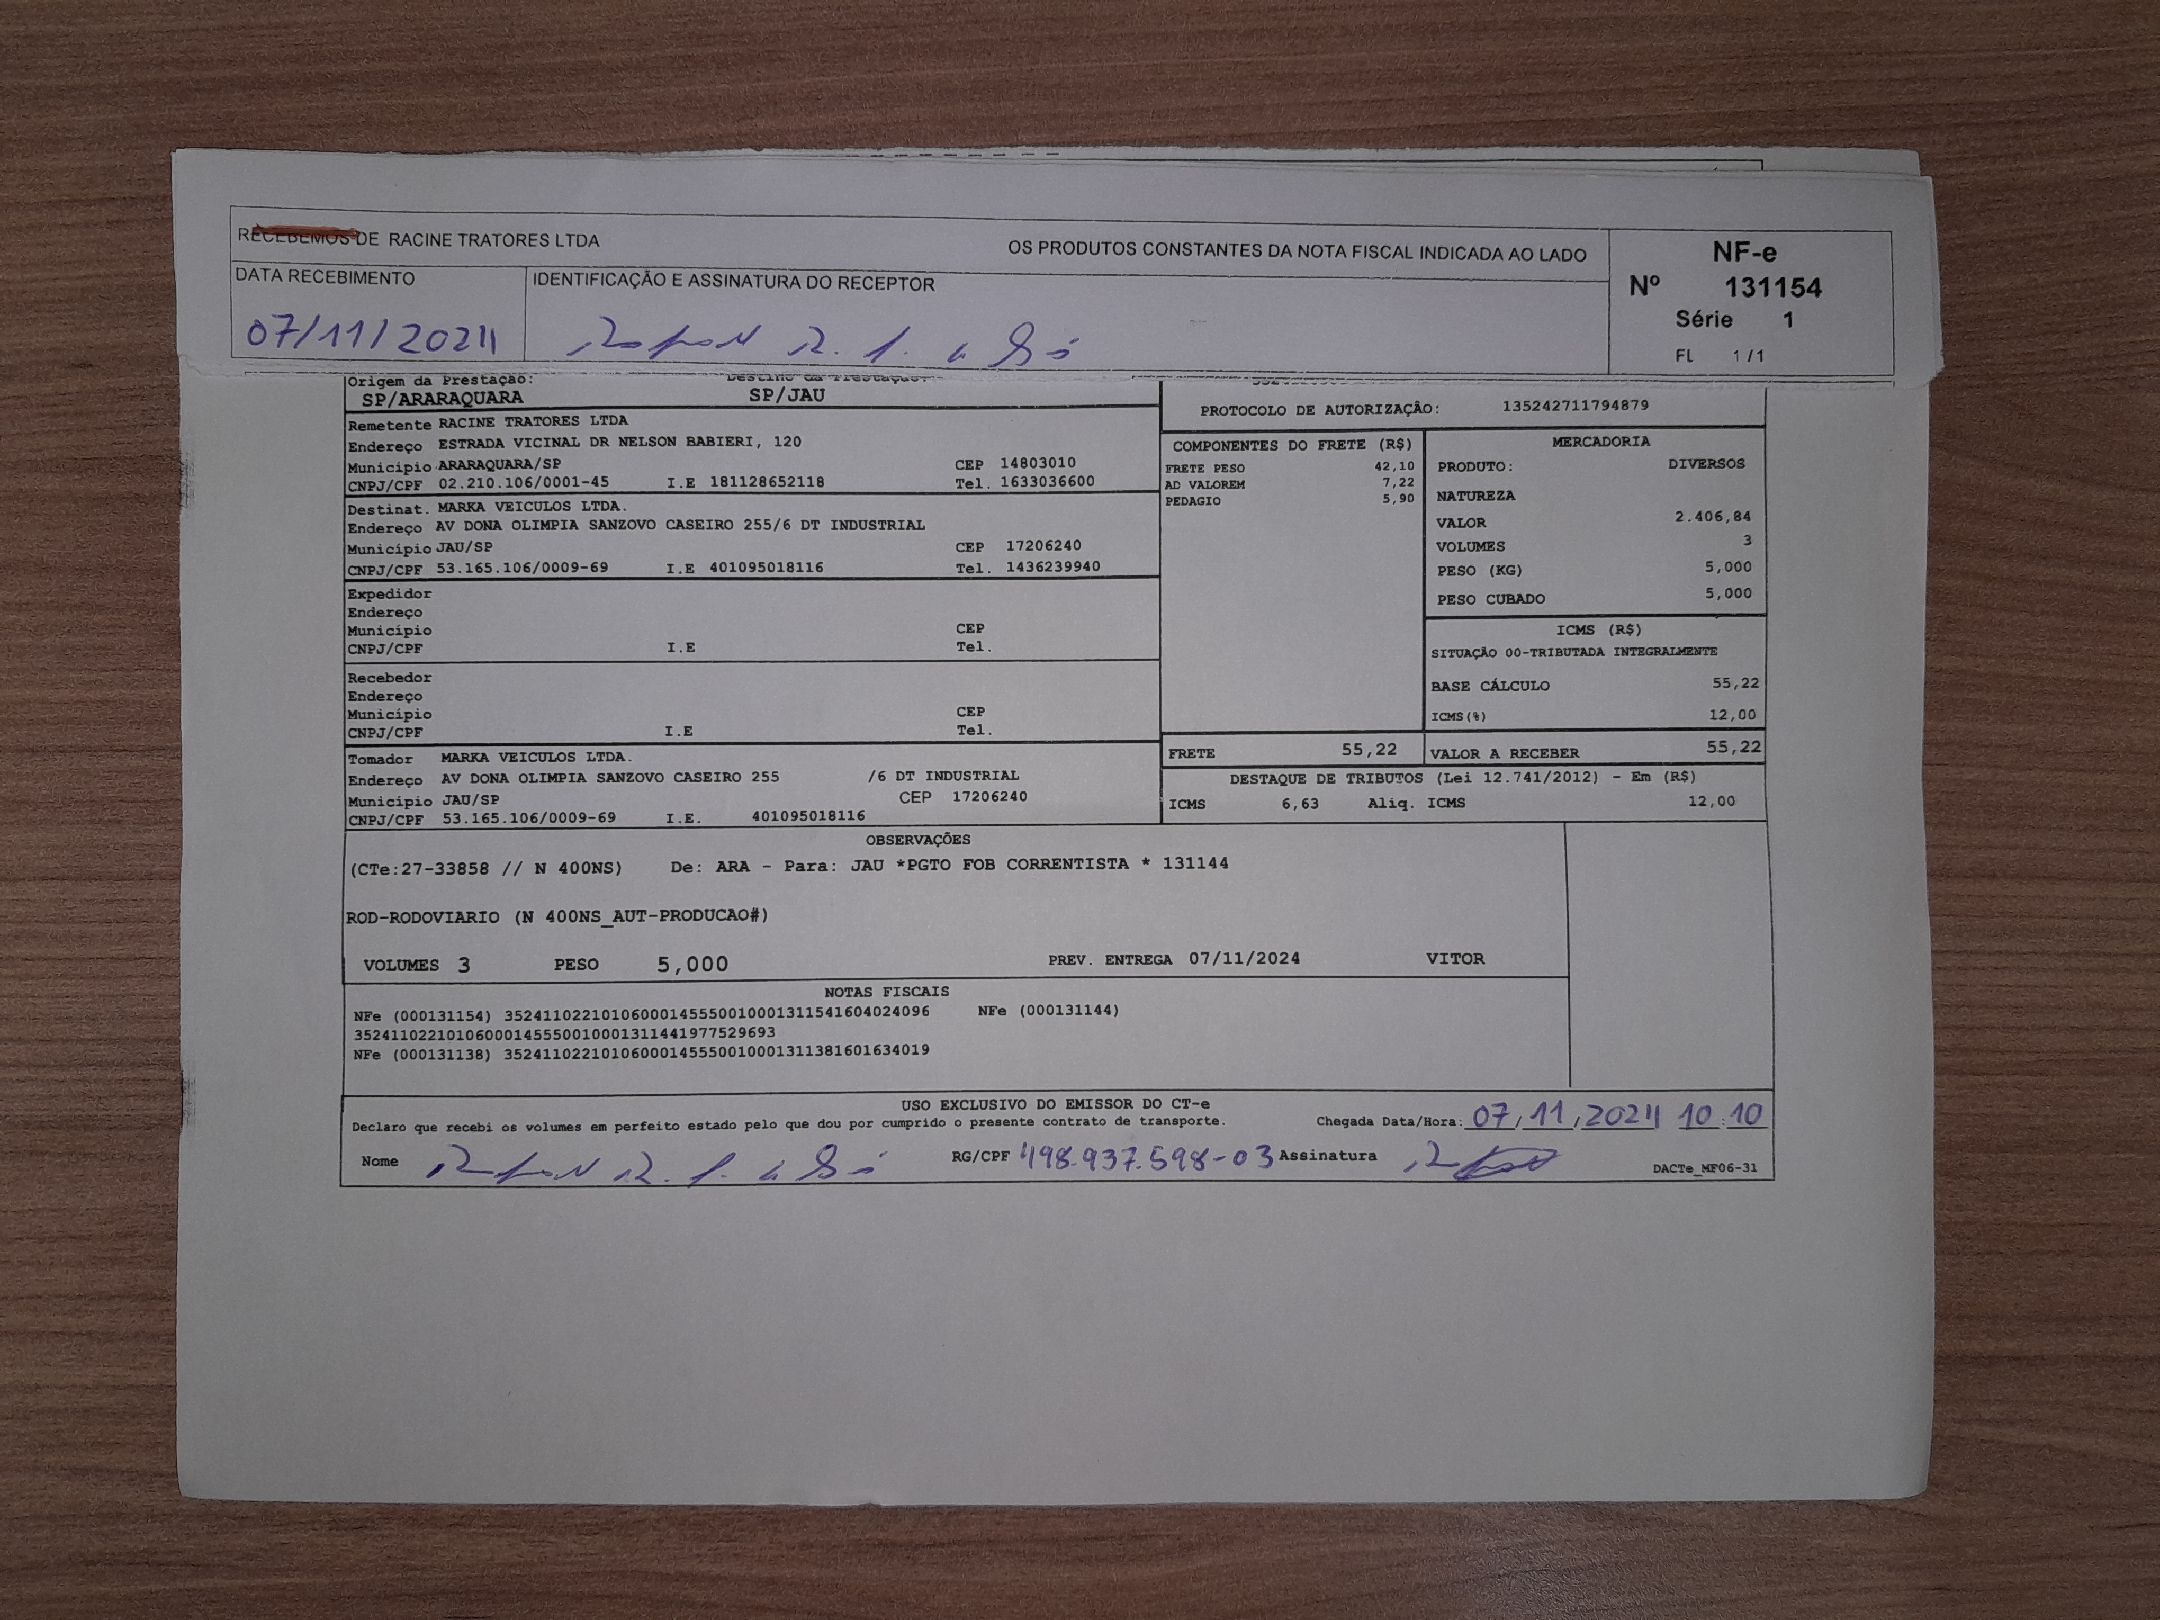 RECEBEMOS DE RACINE TRATORES LTDA OS PRODUTOS CONSTANTES DA NOTA FISCAL INDICADA AO LADO
NF-e
Nº 131154
Série 1
FL 1/1
DATA RECEBIMENTO IDENTIFICAÇÃO E ASSINATURA DO RECEPTOR
07/11/2024
Origem da Prestação: Destino da Prestação:
SP/ARARAQUARA SP/JAU
Remetente RACINE TRATORES LTDA
Endereço ESTRADA VICINAL DR NELSON BABIERI, 120
Município ARARAQUARA/SP CEP 14803010
CNPJ/CPF 02.210.106/0001-45 I.E 181128652118 Tel. 1633036600
Destinat. MARKA VEICULOS LTDA.
Endereço AV DONA OLIMPIA SANZOVO CASEIRO 255/6 DT INDUSTRIAL
Município JAU/SP CEP 17206240
CNPJ/CPF 53.165.106/0009-69 I.E 401095018116 Tel. 1436239940
Expedidor
Endereço
Município CEP
CNPJ/CPF I.E Tel.
Recebedor
Endereço
Município CEP
CNPJ/CPF I.E Tel.
Tomador MARKA VEICULOS LTDA.
Endereço AV DONA OLIMPIA SANZOVO CASEIRO 255 /6 DT INDUSTRIAL
Município JAU/SP CEP 17206240
CNPJ/CPF 53.165.106/0009-69 I.E. 401095018116
PROTOCOLO DE AUTORIZAÇÃO: 135242711794879
COMPONENTES DO FRETE (R$)
FRETE PESO 42,10
AD VALOREM 7,22
PEDAGIO 5,90
MERCADORIA
PRODUTO: DIVERSOS
NATUREZA
VALOR 2.406,84
VOLUMES 3
PESO (KG) 5,000
PESO CUBADO 5,000
ICMS (R$)
SITUAÇÃO 00-TRIBUTADA INTEGRALMENTE
BASE CÁLCULO 55,22
ICMS(%) 12,00
FRETE 55,22 VALOR A RECEBER 55,22
DESTAQUE DE TRIBUTOS (Lei 12.741/2012) - Em (R$)
ICMS 6,63 Aliq. ICMS 12,00
OBSERVAÇÕES
(CTe:27-33858 // N 400NS) De: ARA - Para: JAU *PGTO FOB CORRENTISTA * 131144
ROD-RODOVIARIO (N 400NS_AUT-PRODUCAO#)
VOLUMES 3 PESO 5,000 PREV. ENTREGA 07/11/2024 VITOR
NOTAS FISCAIS
NFe (000131154) 35241102210106000145550010001311541604024096 NFe (000131144)
35241102210106000145550010001311441977529693
NFe (000131138) 35241102210106000145550010001311381601634019
USO EXCLUSIVO DO EMISSOR DO CT-e
Declaro que recebi os volumes em perfeito estado pelo que dou por cumprido o presente contrato de transporte. Chegada Data/Hora: 07/11/2024 10:10
Nome RG/CPF 498.937.598-03 Assinatura
DACTe_MF06-31